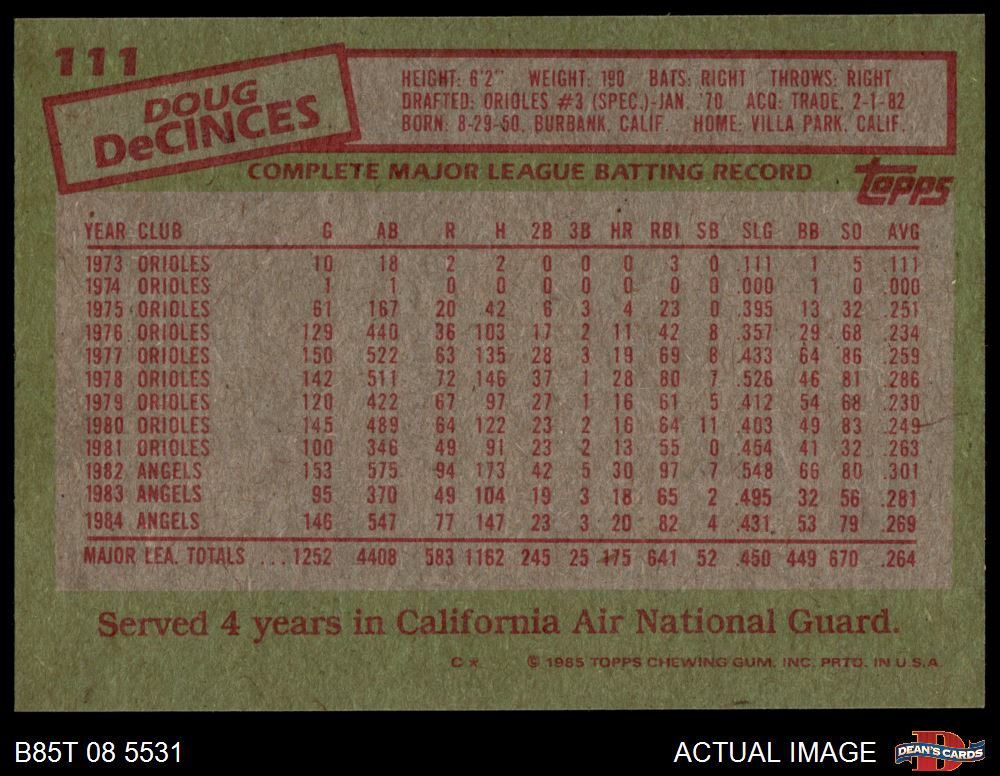 111
DOUG
DeCINCES
HEIGHT: 6'2" WEIGHT: 190 BATS: RIGHT THROWS: RIGHT
DRAFTED: ORIOLES #3 (SPEC.)-JAN. '70 ACQ: TRADE, 2-1-82
BORN: 8-29-50, BURBANK, CALIF. HOME: VILLA PARK, CALIF.
COMPLETE MAJOR LEAGUE BATTING RECORD
Topps
YEAR CLUB G AB R H 2B 3B HR RBI SB SLG BB SO AVG
1973 ORIOLES 10 18 2 2 0 0 0 3 0 .111 1 5 .111
1974 ORIOLES 1 1 0 0 0 0 0 0 0 .000 1 0 .000
1975 ORIOLES 61 167 20 42 6 3 4 23 0 .395 13 32 .251
1976 ORIOLES 129 440 36 103 17 2 11 42 8 .357 29 68 .234
1977 ORIOLES 150 522 63 135 28 3 19 69 8 .433 64 86 .259
1978 ORIOLES 142 511 72 146 37 1 28 80 7 .526 46 81 .286
1979 ORIOLES 120 422 67 97 27 1 16 61 5 .412 54 68 .230
1980 ORIOLES 145 489 64 122 23 2 16 64 11 .403 49 83 .249
1981 ORIOLES 100 346 49 91 23 2 13 55 0 .454 41 32 .263
1982 ANGELS 153 575 94 173 42 5 30 97 7 .548 66 80 .301
1983 ANGELS 95 370 49 104 19 3 18 65 2 .495 32 56 .281
1984 ANGELS 146 547 77 147 23 3 20 82 4 .431 53 79 .269
MAJOR LEA. TOTALS ...1252 4408 583 1162 245 25 175 641 52 .450 449 670 .264
Served 4 years in California Air National Guard.
C* © 1985 TOPPS CHEWING GUM, INC. PRTD. IN U.S.A.
B85T 08 5531 ACTUAL IMAGE DEAN'S CARDS